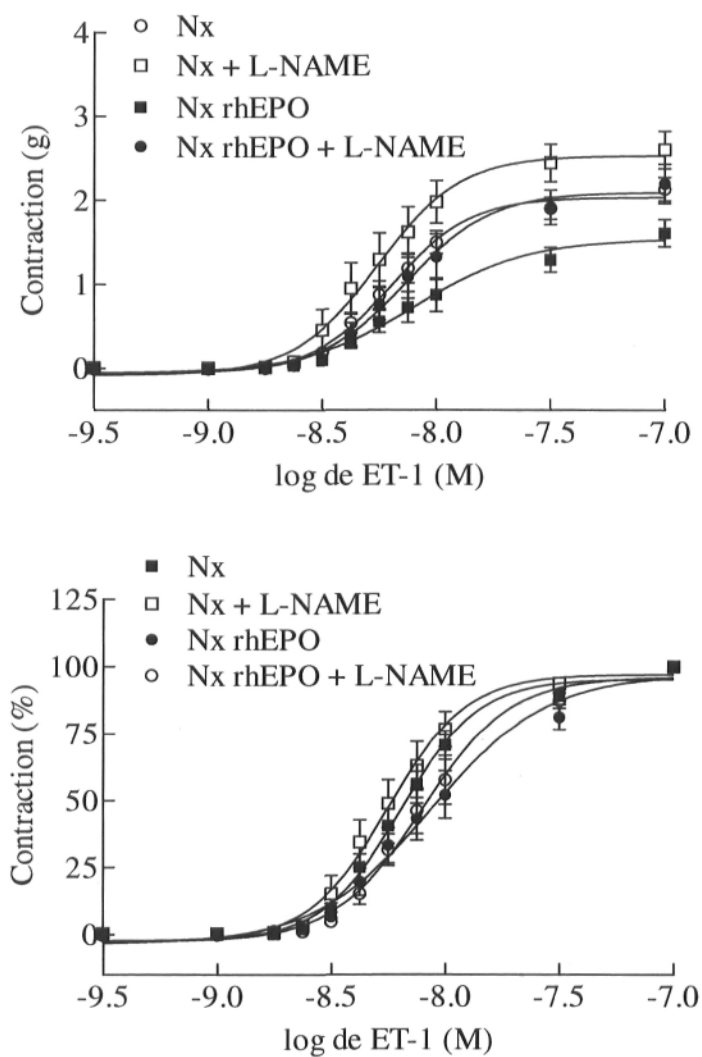 Nx
Nx + L-NAME
Nx rhEPO
Nx rhEPO + L-NAME
Contraction (g)
4
3
2
1
0
-9.5 -9.0 -8.5 -8.0 -7.5 -7.0
log de ET-1 (M)
Nx
Nx + L-NAME
Nx rhEPO
Nx rhEPO + L-NAME
Contraction (%)
125
100
75
50
25
0
-9.5 -9.0 -8.5 -8.0 -7.5 -7.0
log de ET-1 (M)